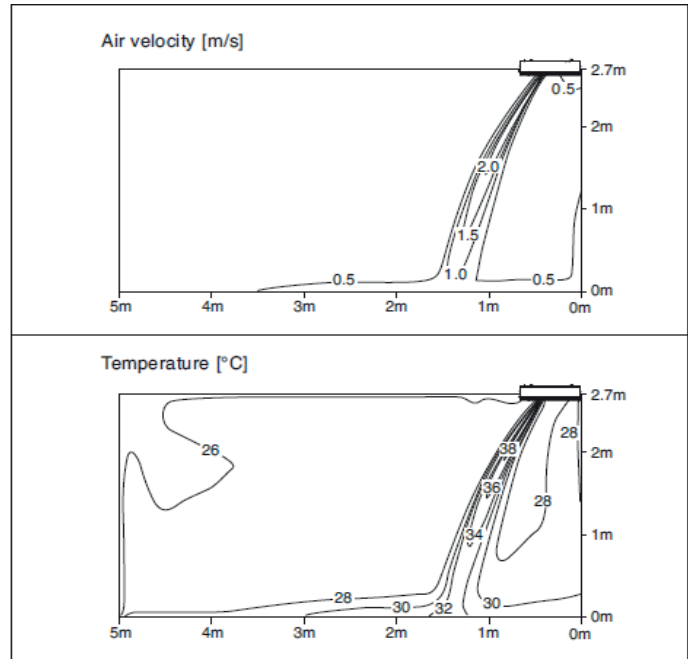 Air velocity [m/s]
2.7m
0.5
2m
2.0
1m
1.5
1.0
0.5
0.5
0m
5m 4m 3m 2m 1m 0m
Temperature [°C]
2.7m
28
26
38
2m
36
28
34
1m
28
30
32
30
0m
5m 4m 3m 2m 1m 0m